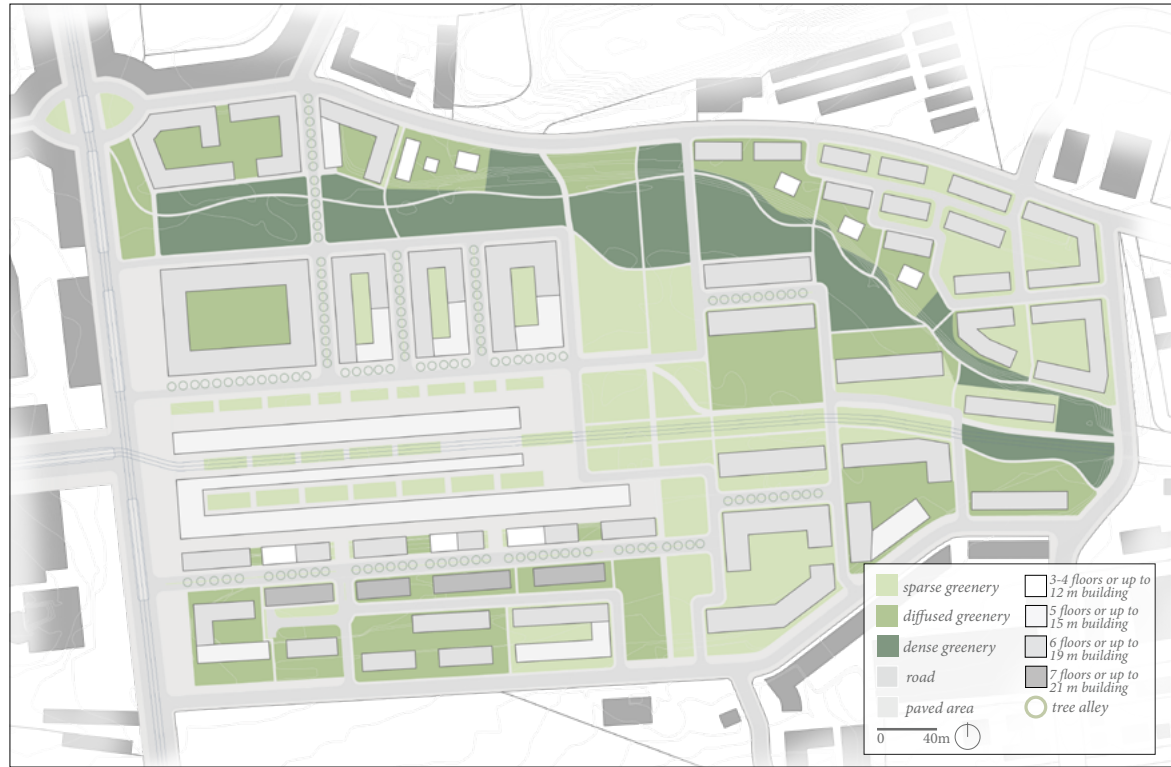 sparse greenery
diffused greenery
dense greenery
road
paved area
0 40m
3-4 floors or up to
12 m building
5 floors or up to
15 m building
6 floors or up to
19 m building
7 floors or up to
21 m building
tree alley